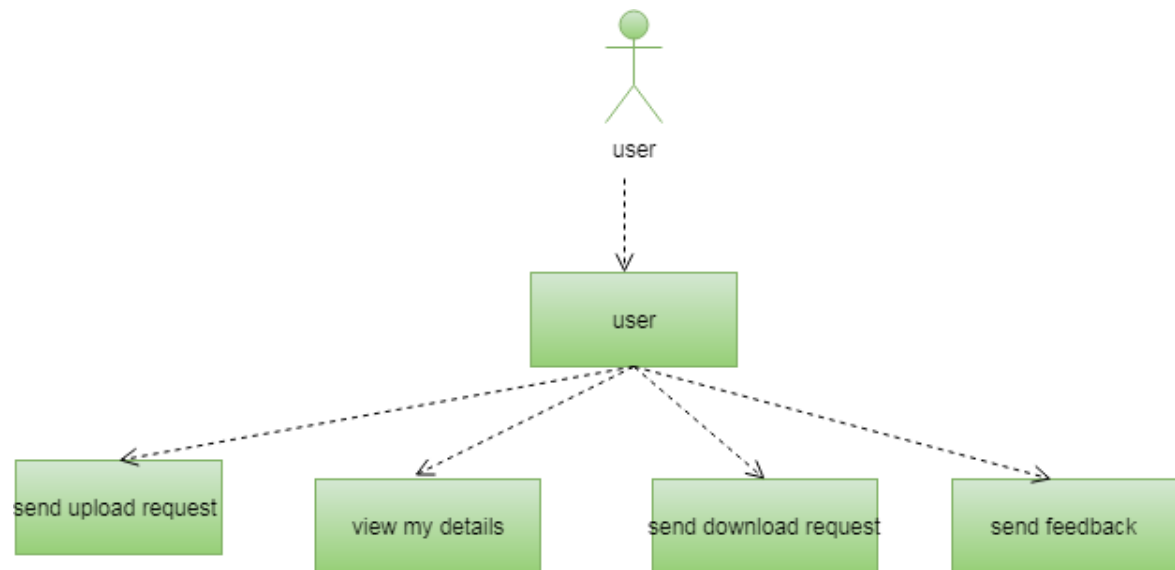 user
user
send upload request
view my details
send download request
send feedback